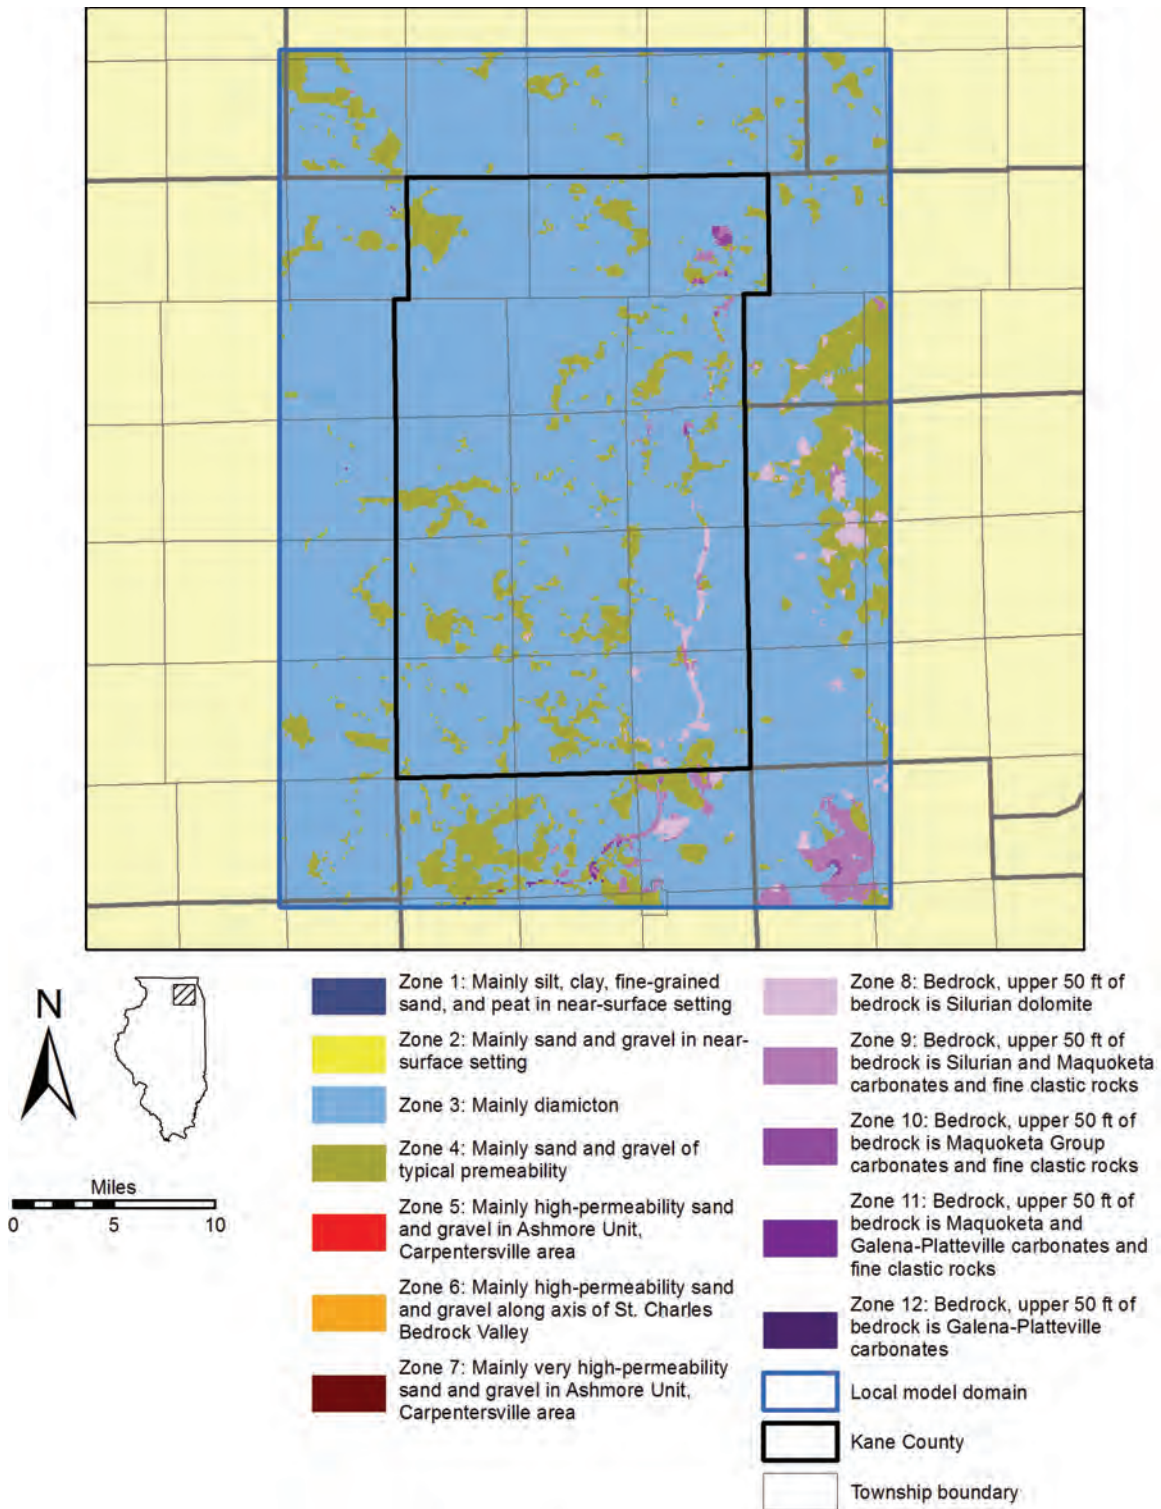 N
Miles
0
5
10
Zone 1: Mainly silt, clay, fine-grained
sand, and peat in near-surface setting
Zone 2: Mainly sand and gravel in near-
surface setting
Zone 3: Mainly diamicton
Zone 4: Mainly sand and gravel of
typical premeability
Zone 5: Mainly high-permeability sand
and gravel in Ashmore Unit,
Carpentersville area
Zone 6: Mainly high-permeability sand
and gravel along axis of St. Charles
Bedrock Valley
Zone 7: Mainly very high-permeability
sand and gravel in Ashmore Unit,
Carpentersville area
Zone 8: Bedrock, upper 50 ft of
bedrock is Silurian dolomite
Zone 9: Bedrock, upper 50 ft of
bedrock is Silurian and Maquoketa
carbonates and fine clastic rocks
Zone 10: Bedrock, upper 50 ft of
bedrock is Maquoketa Group
carbonates and fine clastic rocks
Zone 11: Bedrock, upper 50 ft of
bedrock is Maquoketa and
Galena-Platteville carbonates and
fine clastic rocks
Zone 12: Bedrock, upper 50 ft of
bedrock is Galena-Platteville
carbonates
Local model domain
Kane County
Township boundary